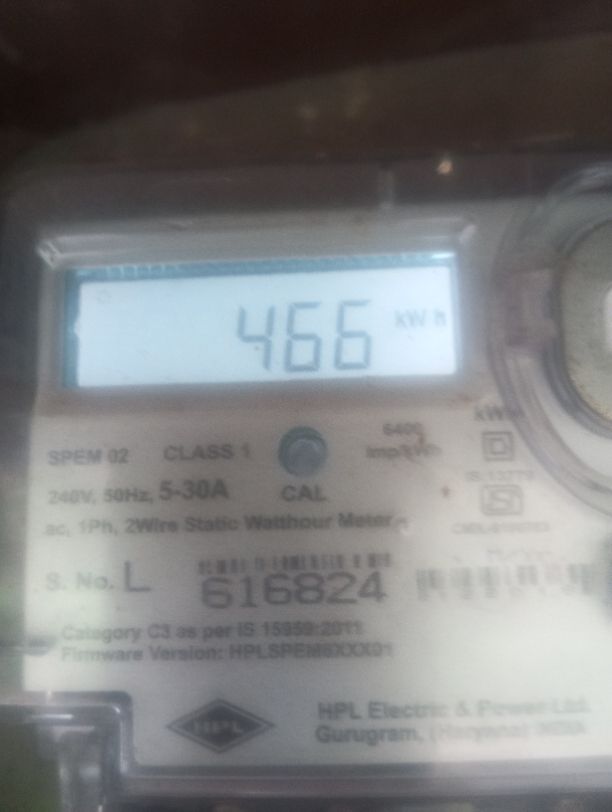 466 kWh
SPEM 02 CLASS 1
6400
imp/kWh
240V, 50Hz, 5-30A
CAL
ac, 1Ph, 2Wire Static Watthour Meter
S. No. L 616824
Category C3 as per IS 15959:2011
Firmware Version: HPLSPEM6XXX01
HPL
HPL Electric & Power Ltd.
Gurugram, (Haryana) INDIA